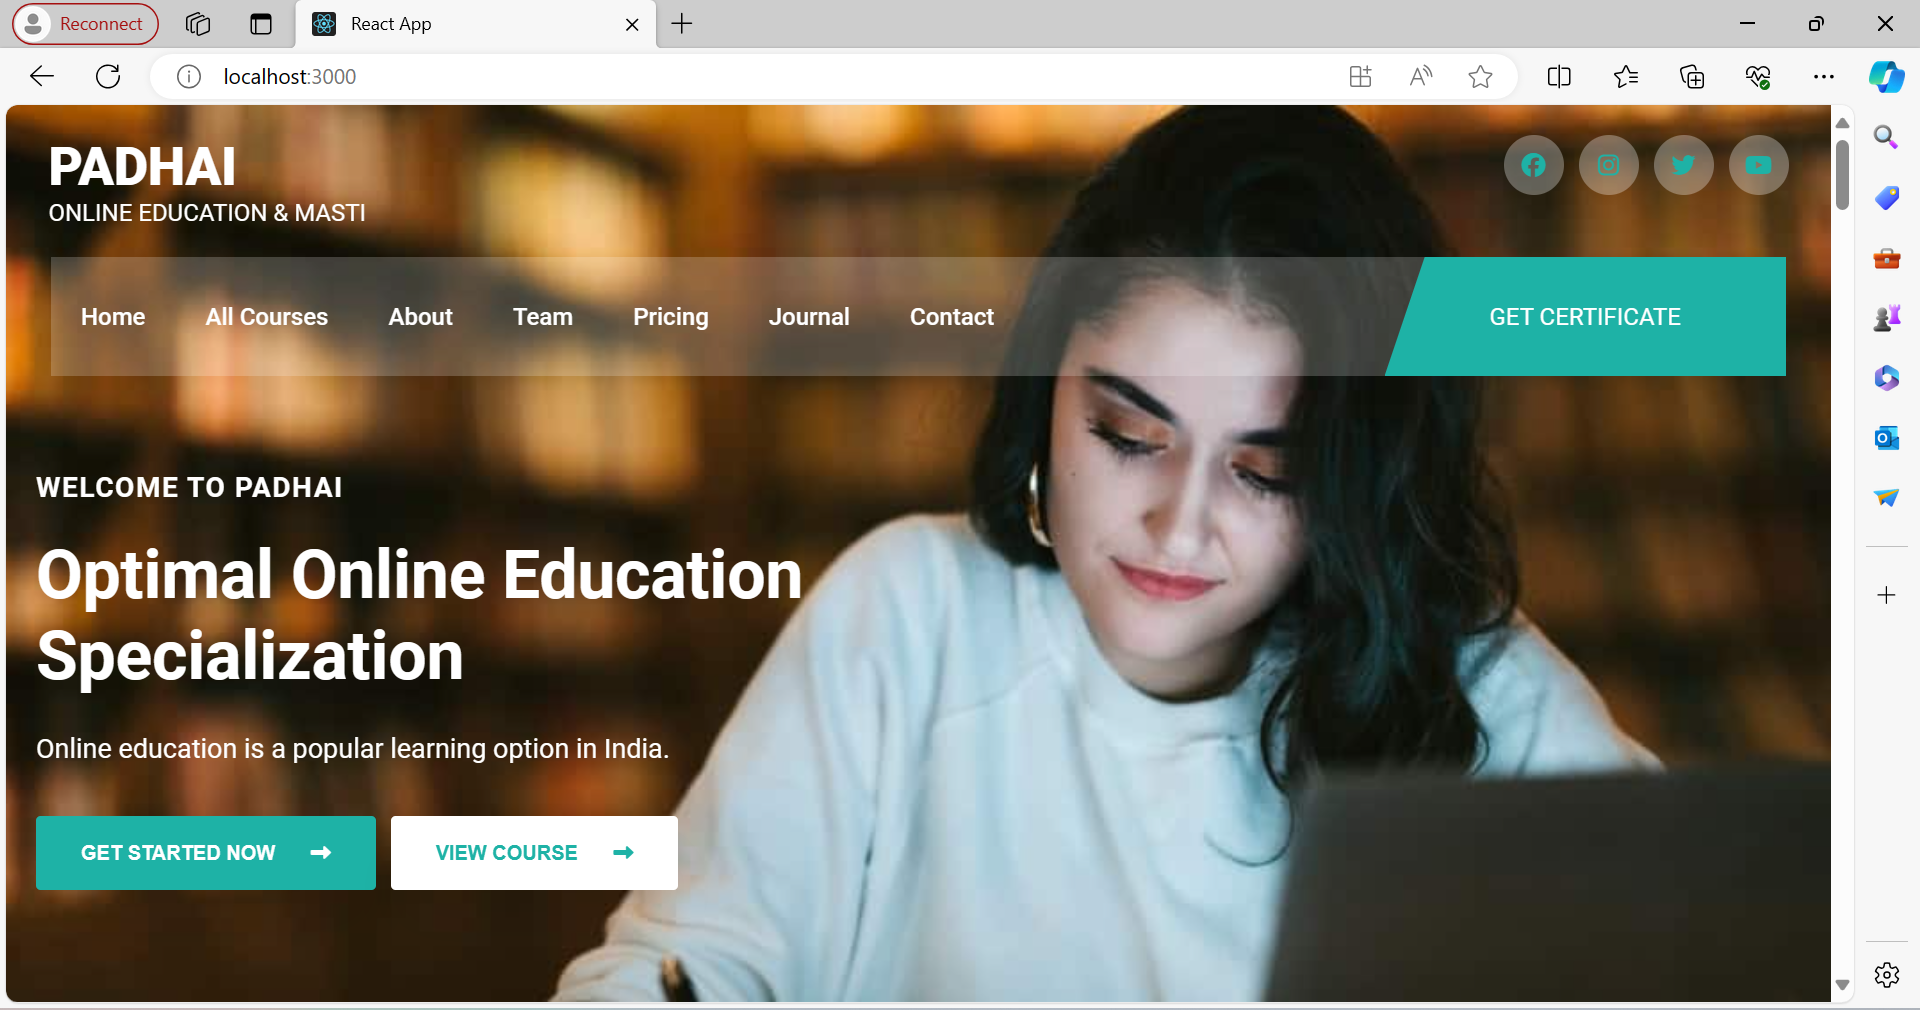 Reconnect
React App
localhost:3000
PADHAI
ONLINE EDUCATION & MASTI
Home All Courses About Team Pricing Journal Contact GET CERTIFICATE
WELCOME TO PADHAI
Optimal Online Education
Specialization
Online education is a popular learning option in India.
GET STARTED NOW VIEW COURSE